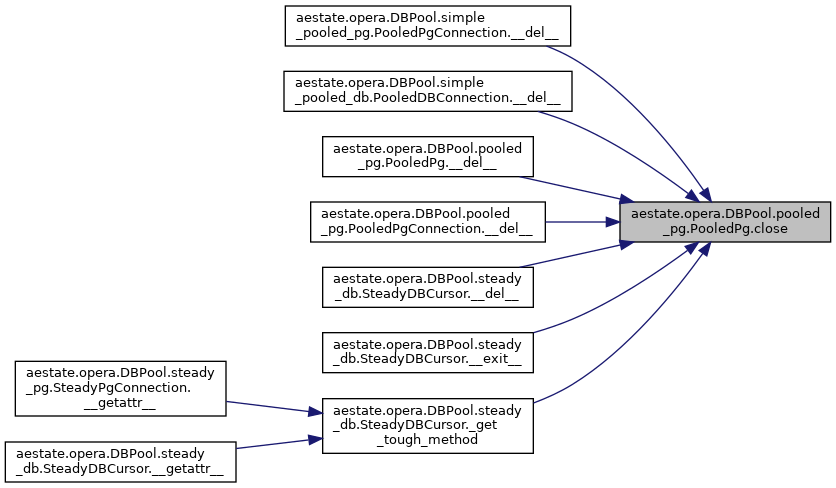 aestate.opera.DBPool.simple
_pooled_pg.PooledPgConnection.__del__
aestate.opera.DBPool.simple
_pooled_db.PooledDBConnection.__del__
aestate.opera.DBPool.pooled
_pg.PooledPg.__del__
aestate.opera.DBPool.pooled
_pg.PooledPgConnection.__del__
aestate.opera.DBPool.pooled
_pg.PooledPg.close
aestate.opera.DBPool.steady
_db.SteadyDBCursor.__del__
aestate.opera.DBPool.steady
_db.SteadyDBCursor.__exit__
aestate.opera.DBPool.steady
_pg.SteadyPgConnection.
__getattr__
aestate.opera.DBPool.steady
_db.SteadyDBCursor._get
_tough_method
aestate.opera.DBPool.steady
_db.SteadyDBCursor.__getattr__